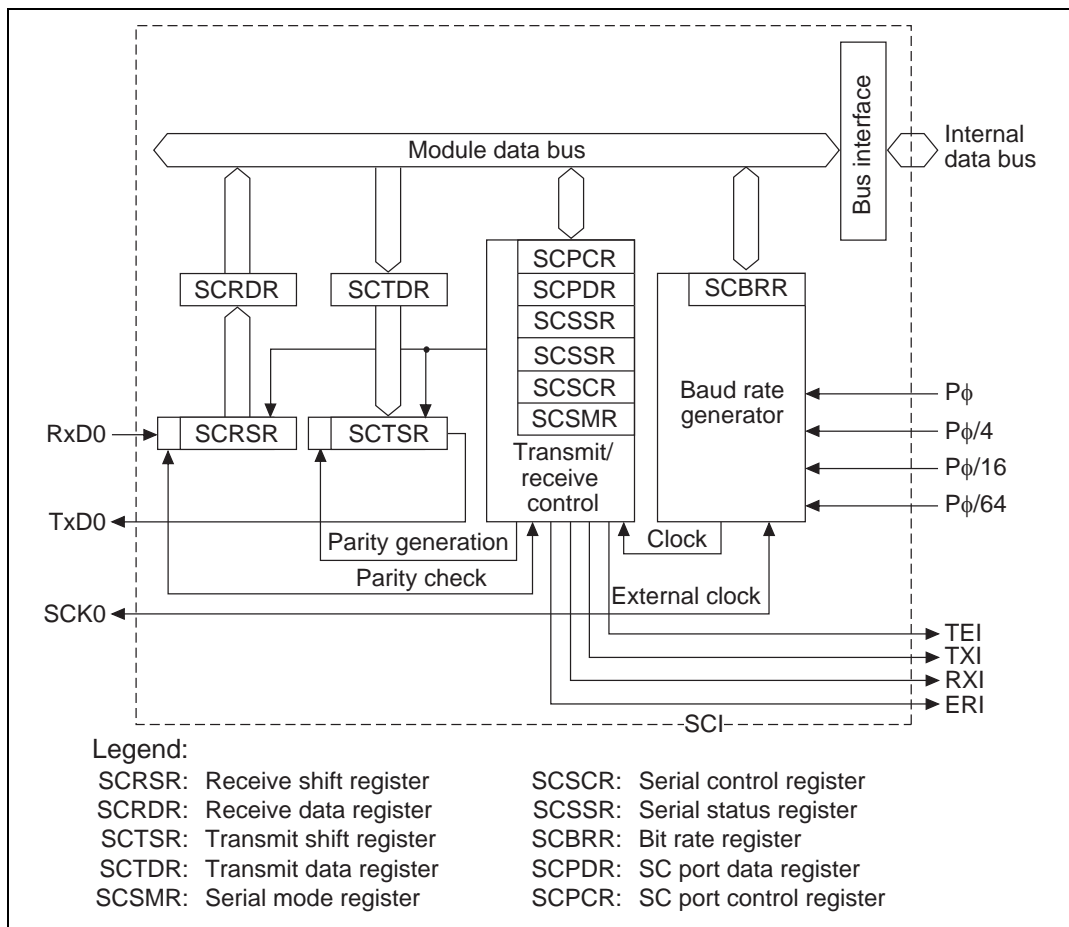 Module data bus
Bus interface
Internal
data bus
SCRDR
SCTDR
SCPCR
SCPDR
SCSSR
SCSSR
SCSCR
SCSMR
Transmit/
receive
control
SCBRR
Baud rate
generator
Pϕ
Pϕ/4
Pϕ/16
Pϕ/64
RxD0
SCRSR
SCTSR
TxD0
Parity generation
Clock
Parity check
SCK0
External clock
TEI
TXI
RXI
ERI
SCI
Legend:
SCRSR: Receive shift register
SCRDR: Receive data register
SCTSR: Transmit shift register
SCTDR: Transmit data register
SCSMR: Serial mode register
SCSCR: Serial control register
SCSSR: Serial status register
SCBRR: Bit rate register
SCPDR: SC port data register
SCPCR: SC port control register